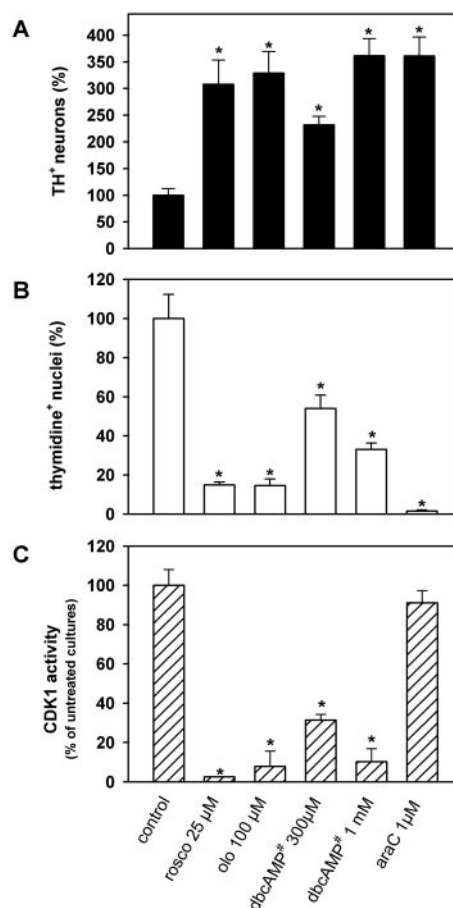 A
TH+ neurons (%)
400
350
300
250
200
150
100
50
0
* * * * *
B
thymidine+ nuclei (%)
120
100
80
60
40
20
0
* * * * *
C
CDK1 activity
(% of untreated cultures)
120
100
80
60
40
20
0
* * * *
control
rosco 25 µM
olo 100 µM
dbcAMP# 300µM
dbcAMP# 1 mM
araC 1µM